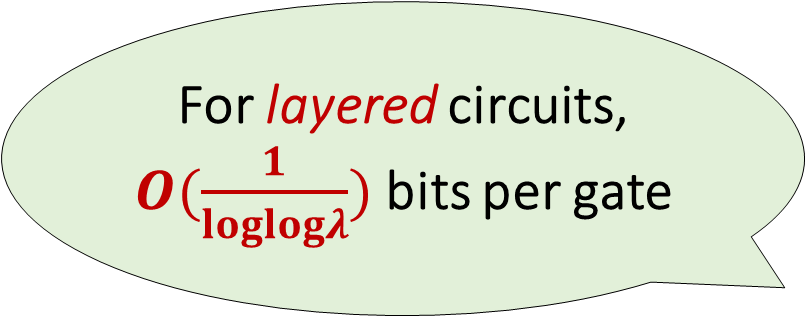 For layered circuits,
O(1/loglogλ) bits per gate